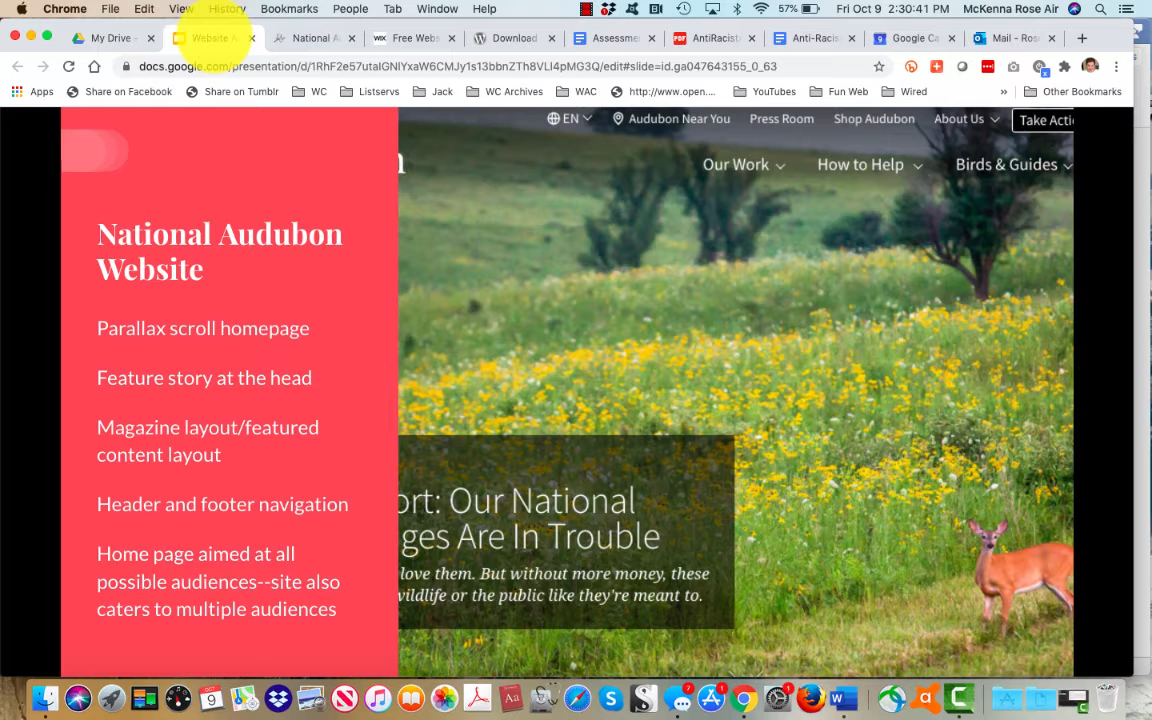 Chrome File Edit View History Bookmarks People Tab Window Help 57% Fri Oct 9 2:30:41 PM McKenna Rose Air
My Drive - Website A National A WIX Free Webs Download Assessme PDF AntiRacist Anti-Racis Google Ca Mail - Ros
docs.google.com/presentation/d/1RhF2e57utaIGNlYxaW6CMJy1s13bbnZTh8VLI4pMG3Q/edit#slide=id.ga047643155_0_63
Apps Share on Facebook Share on Tumblr WC Listservs Jack WC Archives WAC http://www.open... YouTubes Fun Web Wired » Other Bookmarks
EN Audubon Near You Press Room Shop Audubon About Us Take Actio
n Our Work How to Help Birds & Guides
National Audubon
Website
Parallax scroll homepage
Feature story at the head
Magazine layout/featured
content layout
Header and footer navigation
Home page aimed at all
possible audiences--site also
caters to multiple audiences
ort: Our National
ges Are In Trouble
love them. But without more money, these
wildlife or the public like they're meant to.